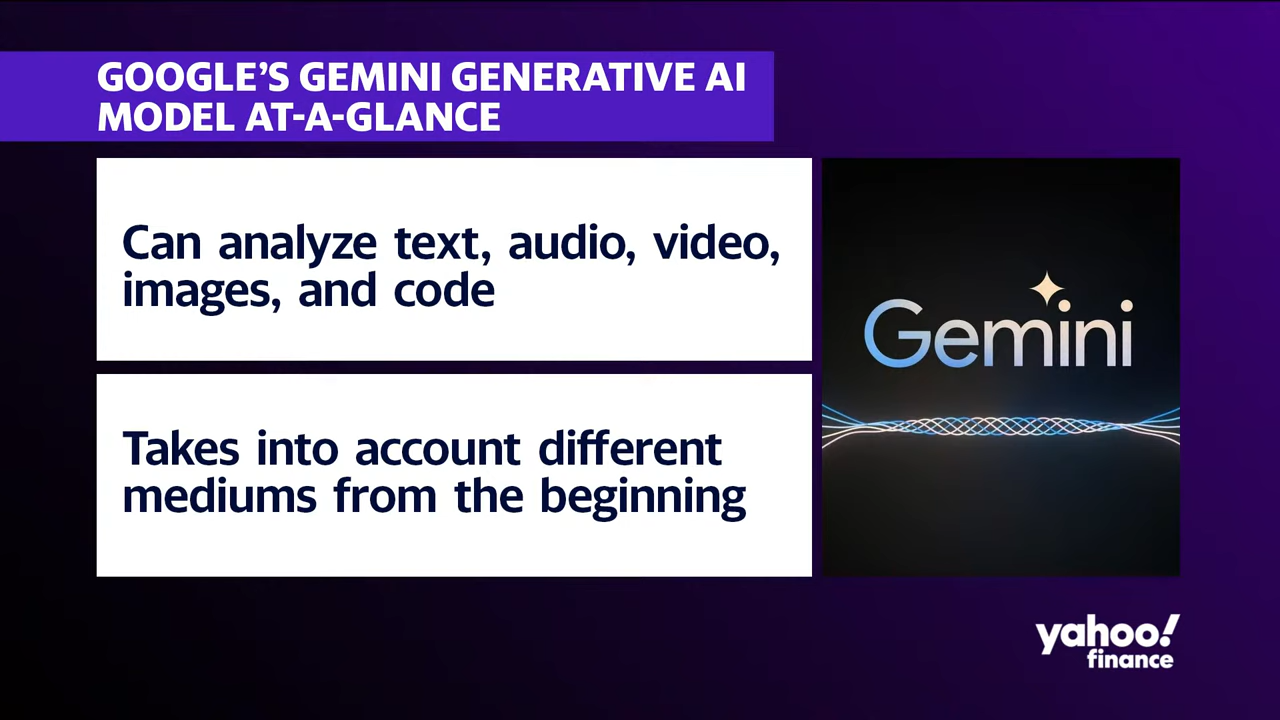 GOOGLE’S GEMINI GENERATIVE AI
MODEL AT-A-GLANCE
Can analyze text, audio, video,
images, and code
Takes into account different
mediums from the beginning
Gemini
yahoo!
finance